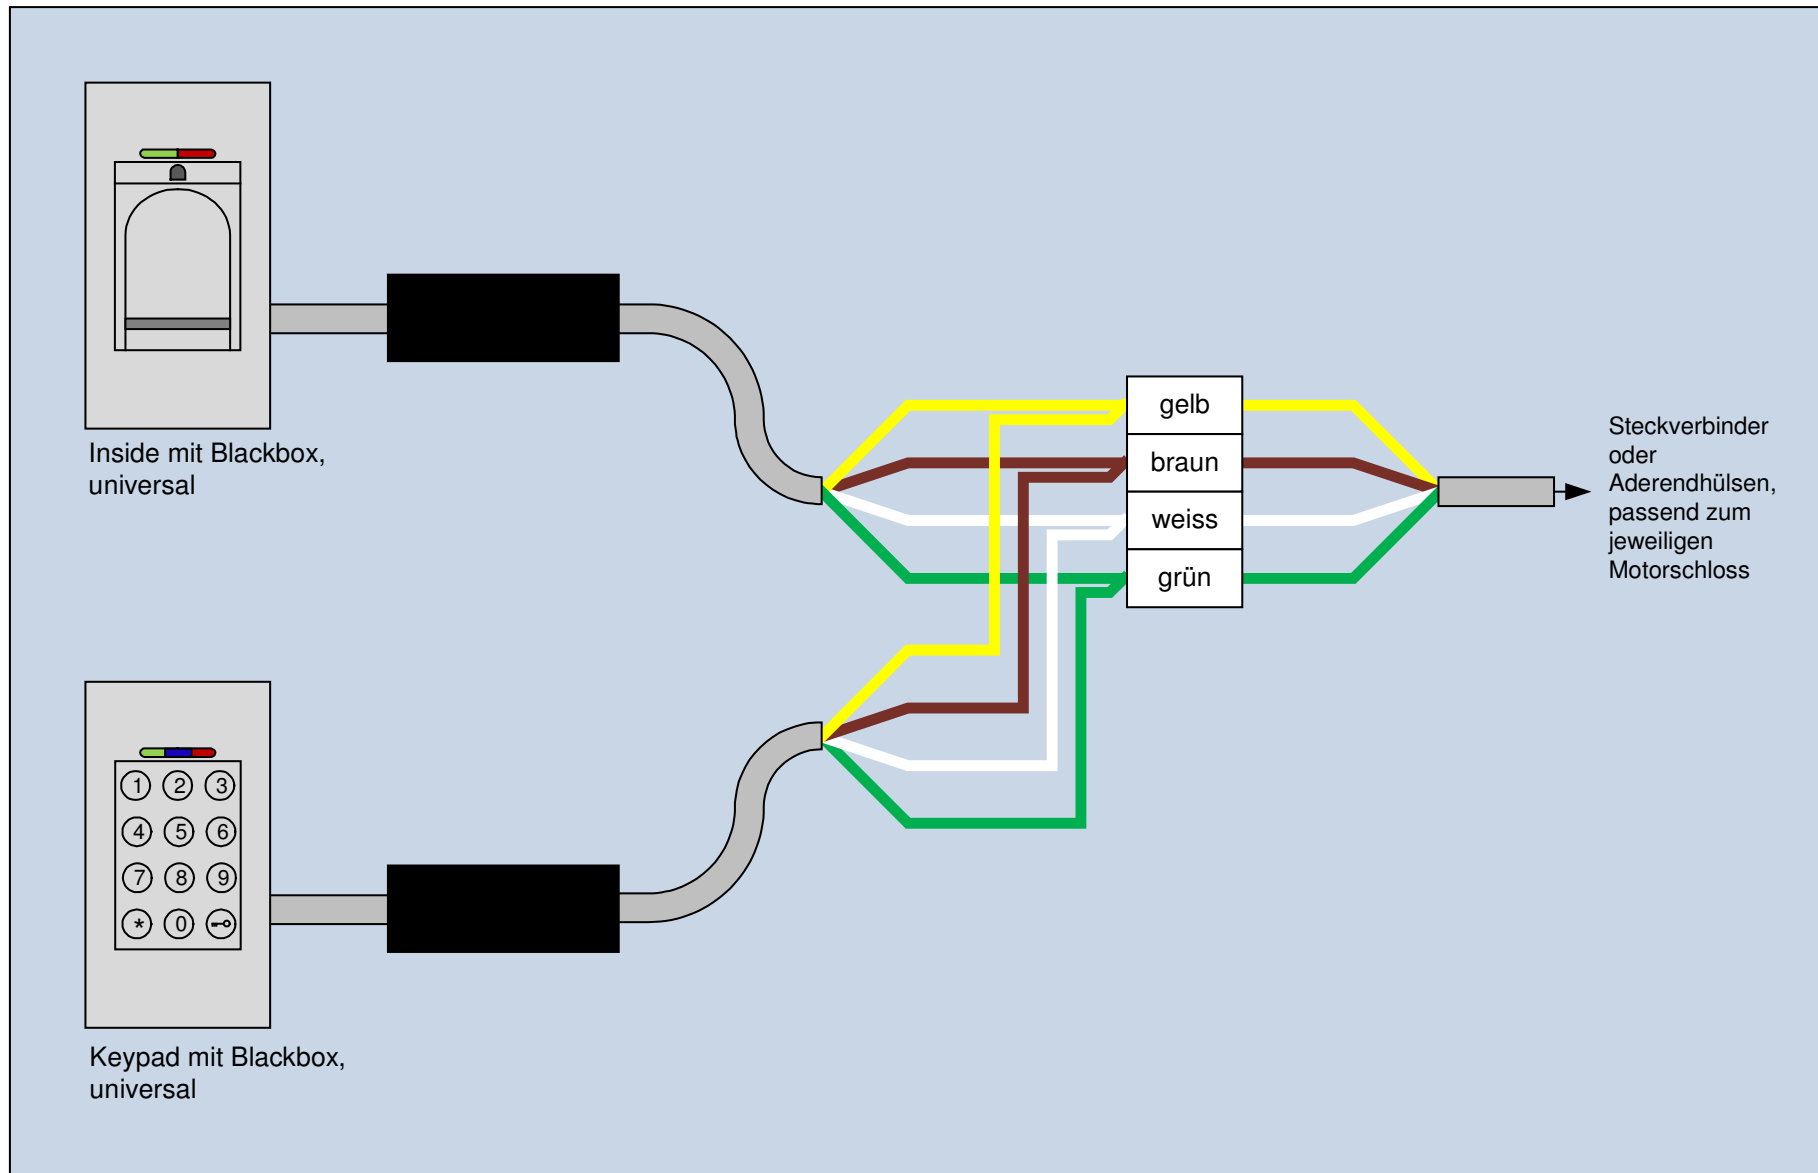 Inside mit Blackbox,
universal
gelb
braun
weiss
grün
Steckverbinder
oder
Aderendhülsen,
passend zum
jeweiligen
Motorschloss
1 2 3
4 5 6
7 8 9
* 0
Keypad mit Blackbox,
universal